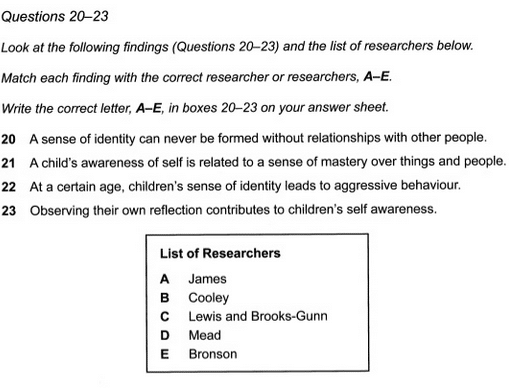 Questions 20–23
Look at the following findings (Questions 20–23) and the list of researchers below.
Match each finding with the correct researcher or researchers, A–E.
Write the correct letter, A–E, in boxes 20–23 on your answer sheet.
20 A sense of identity can never be formed without relationships with other people.
21 A child's awareness of self is related to a sense of mastery over things and people.
22 At a certain age, children's sense of identity leads to aggressive behaviour.
23 Observing their own reflection contributes to children's self awareness.
List of Researchers
A James
B Cooley
C Lewis and Brooks-Gunn
D Mead
E Bronson